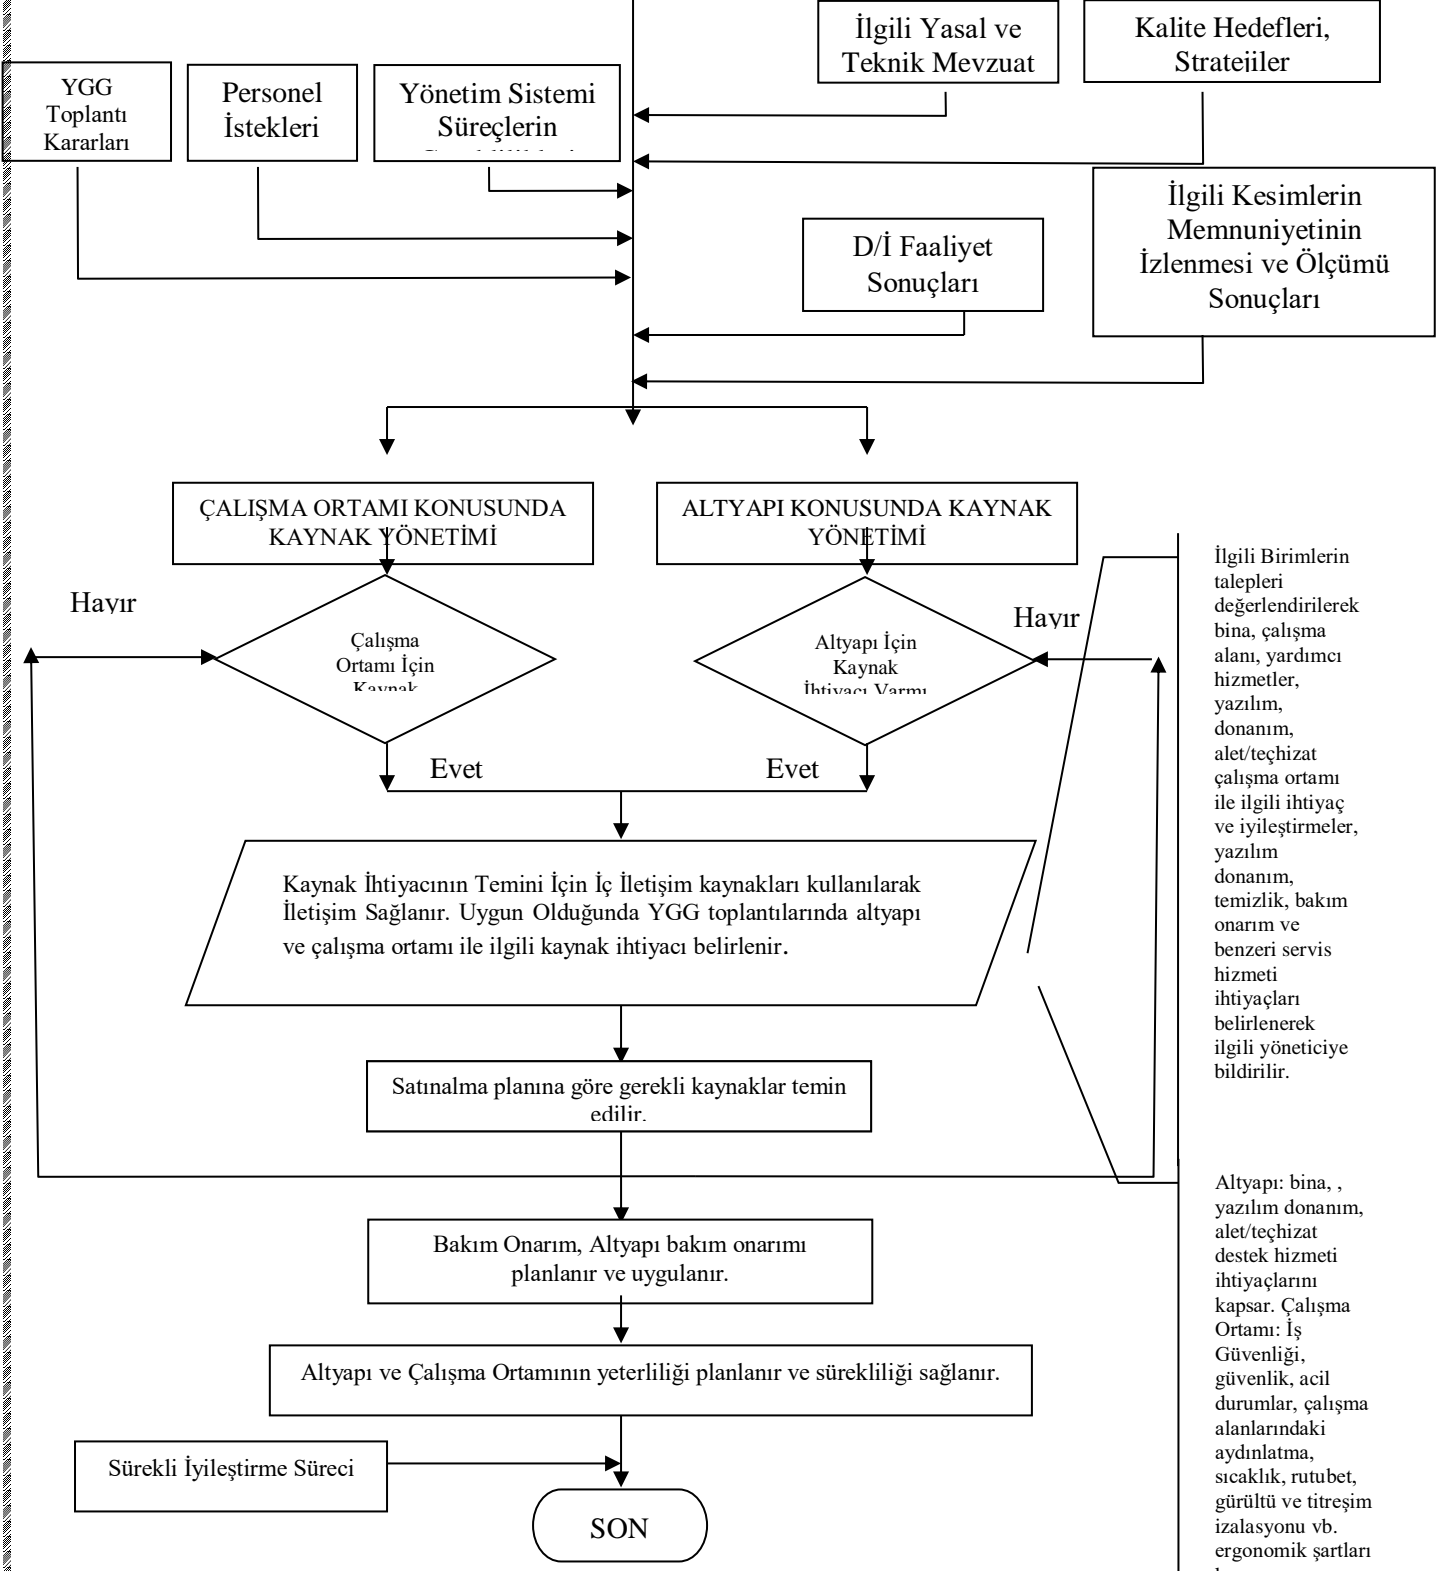 İlgili Yasal ve
Teknik Mevzuat
Kalite Hedefleri,
Stratejiler
YGG
Toplantı
Kararları
Personel
İstekleri
Yönetim Sistemi
Süreçlerin
İlgili Kesimlerin
Memnuniyetinin
İzlenmesi ve Ölçümü
Sonuçları
D/İ Faaliyet
Sonuçları
ÇALIŞMA ORTAMI KONUSUNDA
KAYNAK YÖNETİMİ
ALTYAPI KONUSUNDA KAYNAK
YÖNETİMİ
Hayır
Çalışma
Ortamı İçin
Kaynak
Altyapı İçin
Kaynak
İhtiyacı Varmı
Hayır
Evet
Evet
Kaynak İhtiyacının Temini İçin İç İletişim kaynakları kullanılarak
İletişim Sağlanır. Uygun Olduğunda YGG toplantılarında altyapı
ve çalışma ortamı ile ilgili kaynak ihtiyacı belirlenir.
Satınalma planına göre gerekli kaynaklar temin
edilir.
Bakım Onarım, Altyapı bakım onarımı
planlanır ve uygulanır.
Altyapı ve Çalışma Ortamının yeterliliği planlanır ve sürekliliği sağlanır.
Sürekli İyileştirme Süreci
SON
İlgili Birimlerin
talepleri
değerlendirilerek
bina, çalışma
alanı, yardımcı
hizmetler,
yazılım,
donanım,
alet/teçhizat
çalışma ortamı
ile ilgili ihtiyaç
ve iyileştirmeler,
yazılım
donanım,
temizlik, bakım
onarım ve
benzeri servis
hizmeti
ihtiyaçları
belirlenerek
ilgili yöneticiye
bildirilir.
Altyapı: bina, ,
yazılım donanım,
alet/teçhizat
destek hizmeti
ihtiyaçlarını
kapsar. Çalışma
Ortamı: İş
Güvenliği,
güvenlik, acil
durumlar, çalışma
alanlarındaki
aydınlatma,
sıcaklık, rutubet,
gürültü ve titreşim
izalasyonu vb.
ergonomik şartları